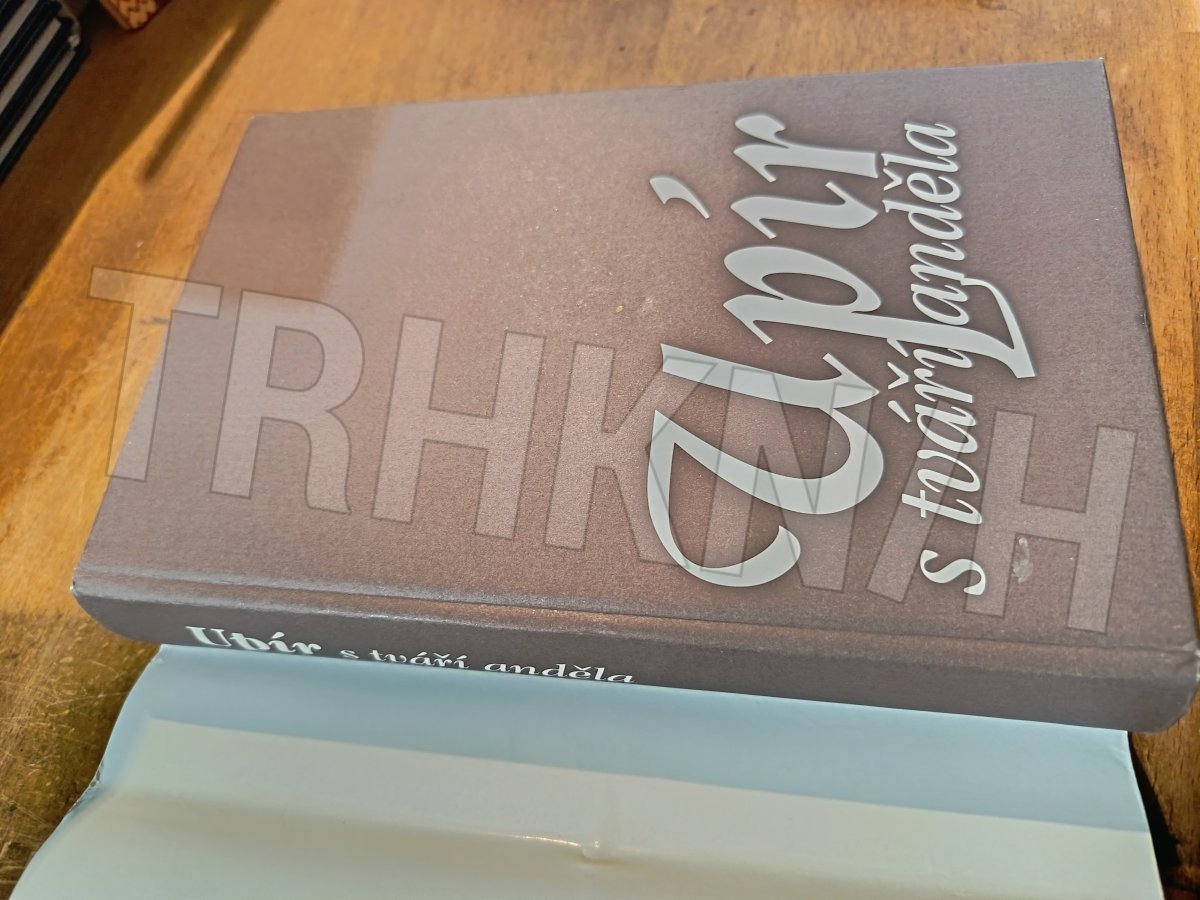 Upír
s tváří anděla
Upír s tváří anděla
TRHKNIH